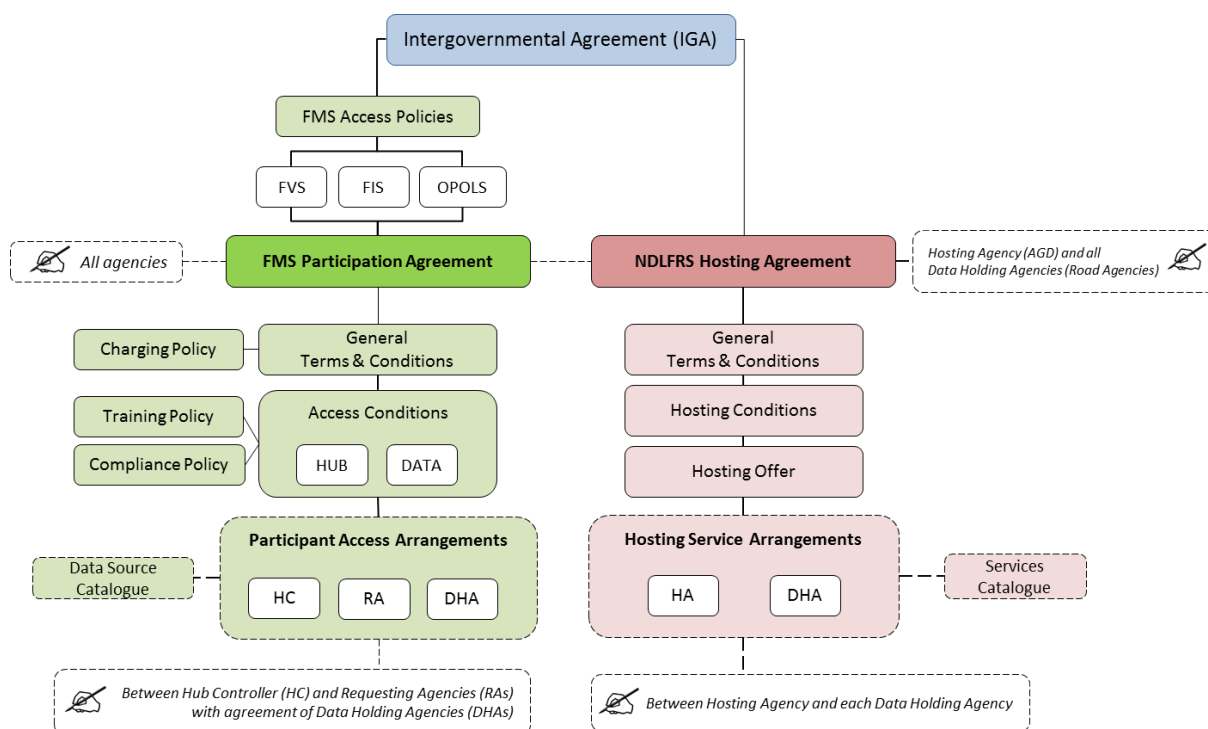 Intergovernmental Agreement (IGA)
FMS Access Policies
FVS
FIS
OPOLS
All agencies
FMS Participation Agreement
NDLFRS Hosting Agreement
Hosting Agency (AGD) and all
Data Holding Agencies (Road Agencies)
Charging Policy
General
Terms & Conditions
General
Terms & Conditions
Training Policy
Compliance Policy
Access Conditions
HUB
DATA
Hosting Conditions
Hosting Offer
Data Source
Catalogue
Participant Access Arrangements
HC
RA
DHA
Hosting Service Arrangements
HA
DHA
Services
Catalogue
Between Hub Controller (HC) and Requesting Agencies (RAs)
with agreement of Data Holding Agencies (DHAs)
Between Hosting Agency and each Data Holding Agency